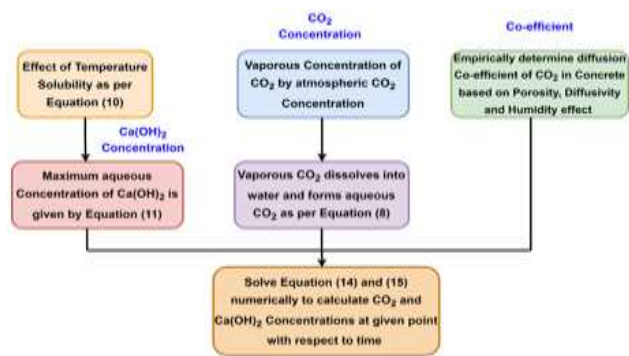 CO₂
Concentration
Co-efficient
Effect of Temperature
Solubility as per
Equation (10)
Vaporous Concentration of
CO₂ by atmospheric CO₂
Concentration
Empirically determine diffusion
Co-efficient of CO₂ in Concrete
based on Porosity, Diffusivity
and Humidity effect
Ca(OH)₂
Concentration
Maximum aqueous
Concentration of Ca(OH)₂ is
given by Equation (11)
Vaporous CO₂ dissolves into
water and forms aqueous
CO₂ as per Equation (8)
Solve Equation (14) and (15)
numerically to calculate CO₂ and
Ca(OH)₂ Concentrations at given point
with respect to time